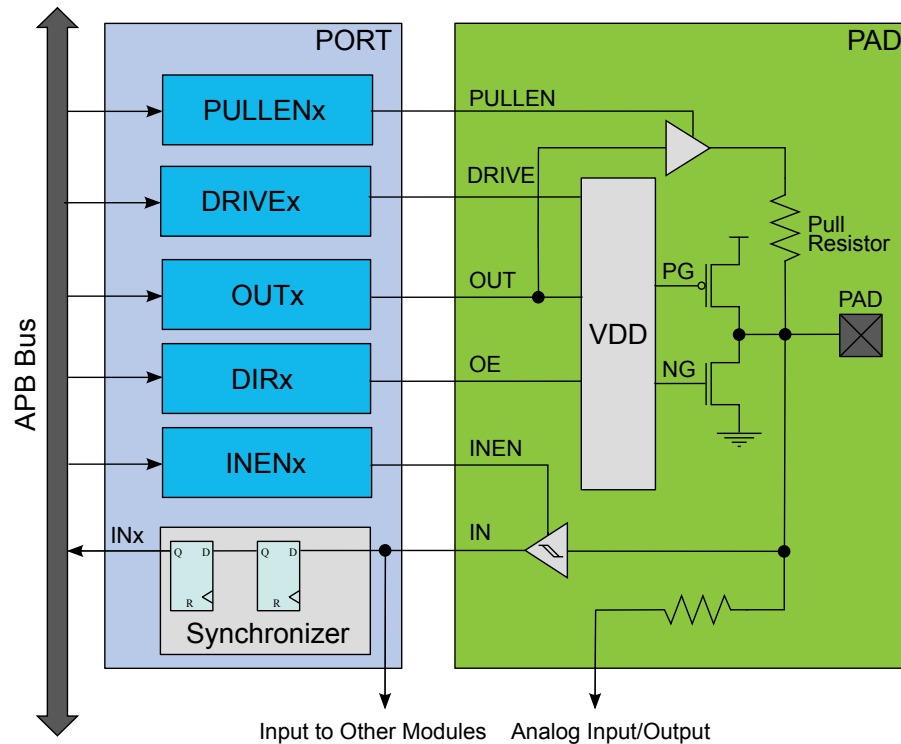 PORT
PAD
APB Bus
PULLENx
PULLEN
DRIVEx
DRIVE
Pull
Resistor
OUTx
OUT
PG
PAD
VDD
DIRx
OE
NG
INENx
INEN
INx
Q D
R
Q D
R
IN
Synchronizer
Input to Other Modules
Analog Input/Output